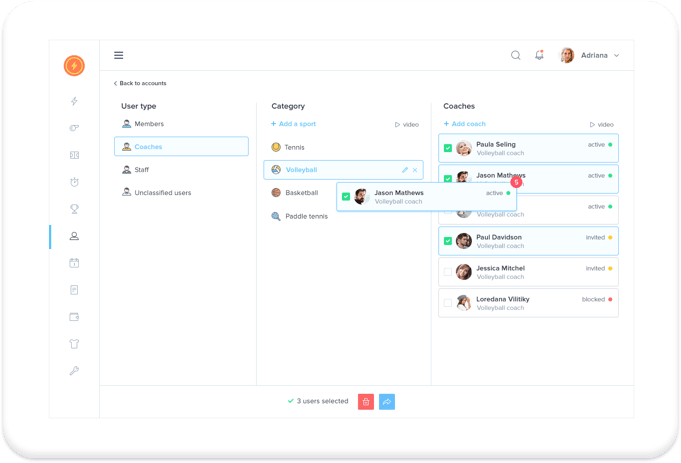 Adriana
Back to accounts
User type
Members
Coaches
Staff
Unclassified users
Category
+ Add a sport
video
Tennis
Volleyball
Basketball
Paddle tennis
Coaches
+ Add coach
video
Paula Seling
Volleyball coach
active
Jason Mathews
active
Jason Mathews
Volleyball coach
active
5
active
Volleyball coach
Paul Davidson
Volleyball coach
invited
Jessica Mitchel
Volleyball coach
invited
Loredana Vilitiky
Volleyball coach
blocked
3 users selected